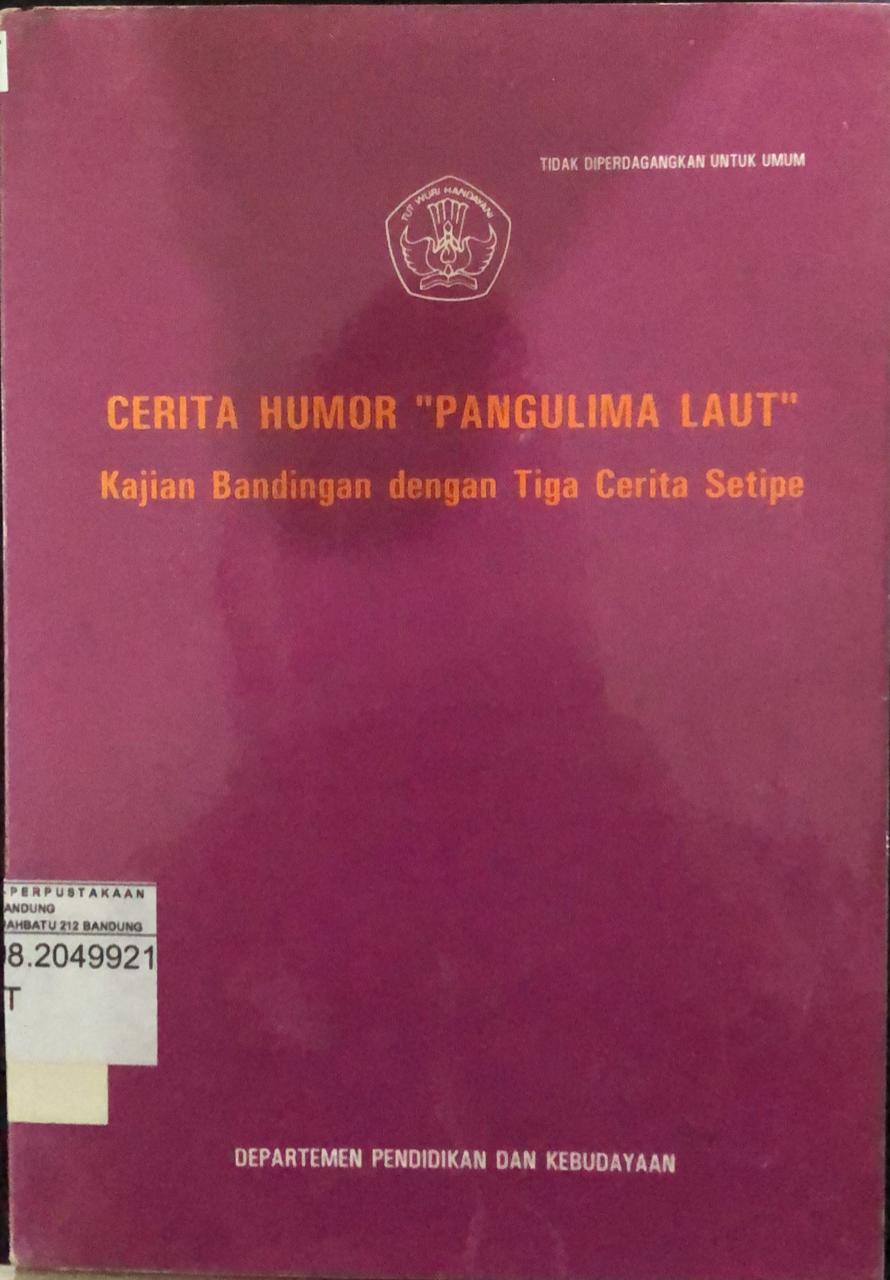 TIDAK DIPERDAGANGKAN UNTUK UMUM
TUT WURI HANDAYANI
CERITA HUMOR "PANGULIMA LAUT"
Kajian Bandingan dengan Tiga Cerita Setipe
PERPUSTAKAAN
ANDUNG
AHBATU 212 BANDUNG
8.2049921
T
DEPARTEMEN PENDIDIKAN DAN KEBUDAYAAN